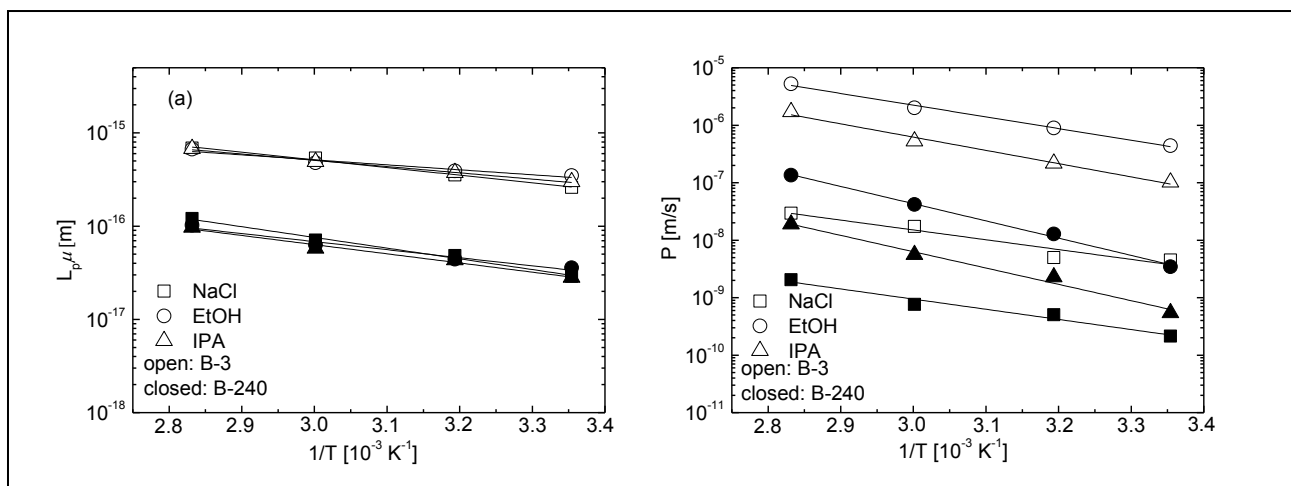 (a)
10⁻¹⁵
10⁻¹⁶
10⁻¹⁷
10⁻¹⁸
Lₚμ [m]
NaCl
EtOH
IPA
open: B-3
closed: B-240
2.8 2.9 3.0 3.1 3.2 3.3 3.4
1/T [10⁻³ K⁻¹]
10⁻⁵
10⁻⁶
10⁻⁷
10⁻⁸
10⁻⁹
10⁻¹⁰
10⁻¹¹
P [m/s]
NaCl
EtOH
IPA
open: B-3
closed: B-240
2.8 2.9 3.0 3.1 3.2 3.3 3.4
1/T [10⁻³ K⁻¹]